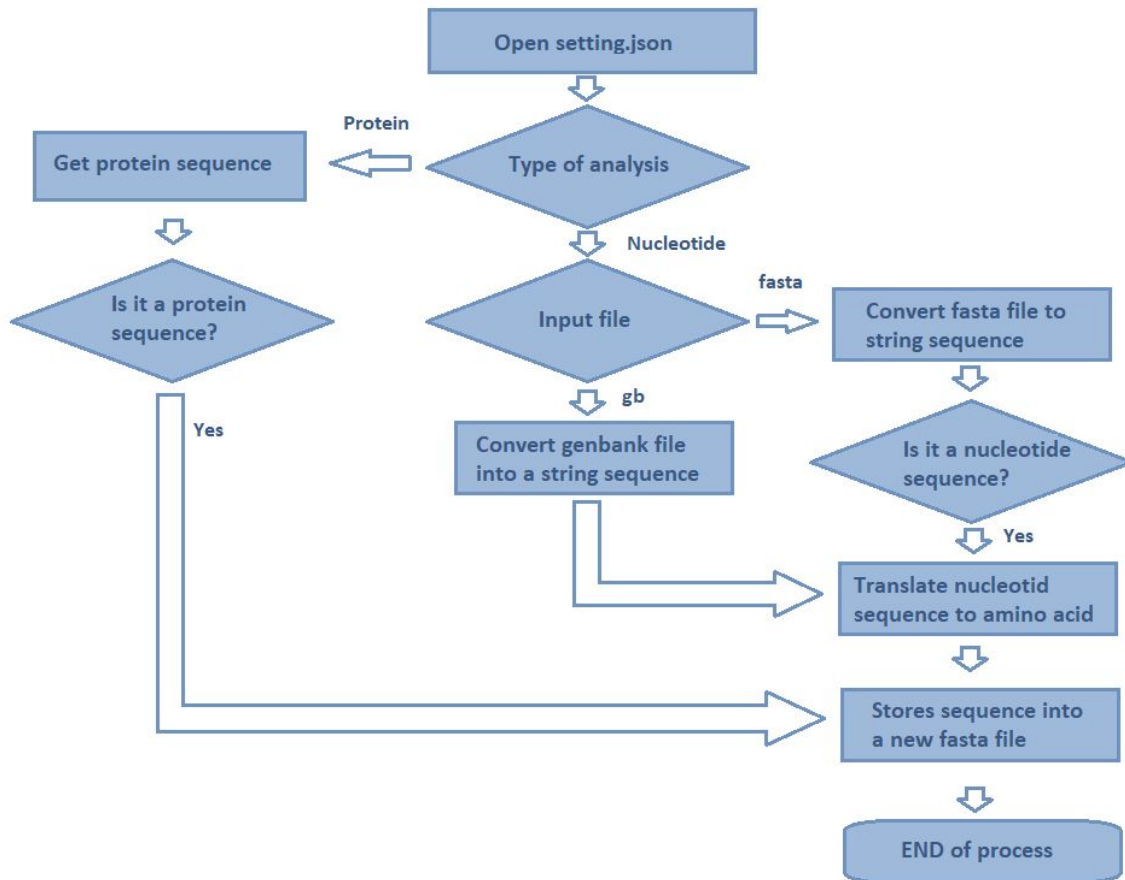 Open setting.json
Protein
Get protein sequence
Type of analysis
Nucleotide
Is it a protein
sequence?
Input file
fasta
Convert fasta file to
string sequence
gb
Yes
Convert genbank file
into a string sequence
Is it a nucleotide
sequence?
Yes
Translate nucleotid
sequence to amino acid
Stores sequence into
a new fasta file
END of process